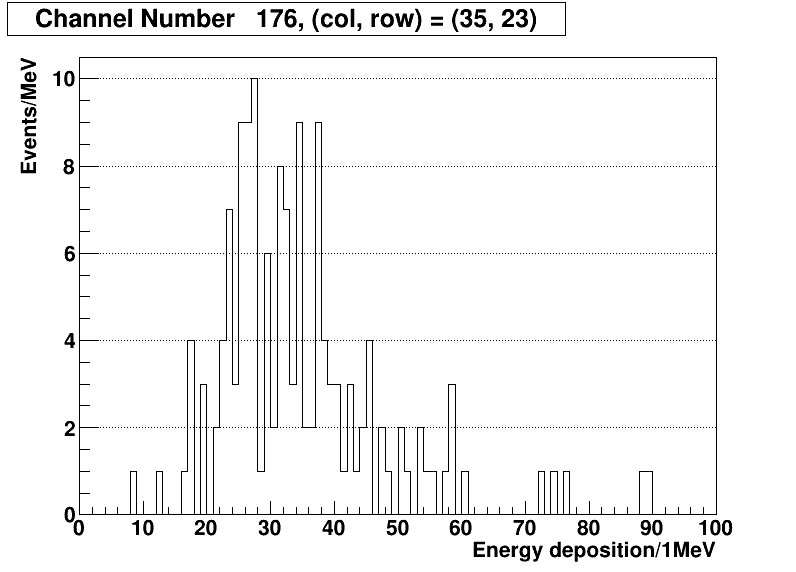 Channel Number 176, (col, row) = (35, 23)
Events/MeV
10
8
6
4
2
0
0 10 20 30 40 50 60 70 80 90 100
Energy deposition/1MeV